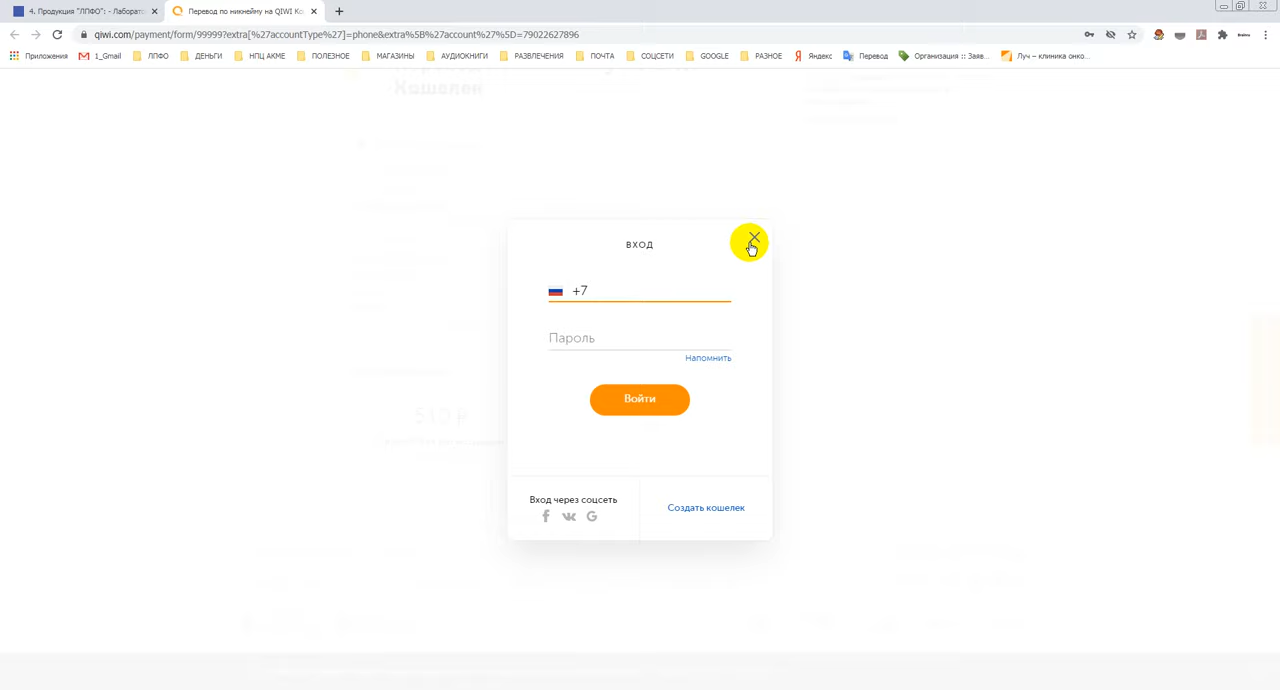 4. Продукция "ЛПФО": - Лаборато
Перевод по никнейму на QIWI Ко
qiwi.com/payment/form/99999?extra[%27accountType%27]=phone&extra%5B%27account%27%5D=79022627896
Приложения 1_Gmail ЛПФО ДЕНЬГИ НПЦ АКМЕ ПОЛЕЗНОЕ МАГАЗИНЫ АУДИОКНИГИ РАЗВЛЕЧЕНИЯ ПОЧТА СОЦСЕТИ GOOGLE РАЗНОЕ Яндекс Перевод Организация :: Заяв... Луч – клиника онко...
Кошелек
ВХОД
+7
Пароль
Напомнить
510 ₽
Войти
Вход через соцсеть
Создать кошелек